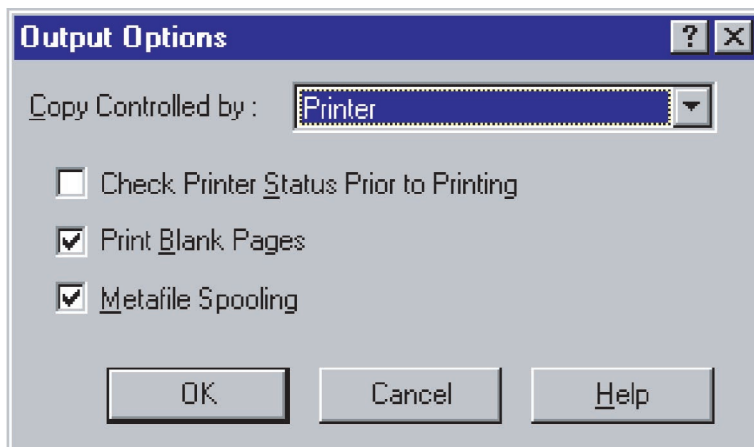 Output Options
Copy Controlled by : Printer
Check Printer Status Prior to Printing
Print Blank Pages
Metafile Spooling
OK Cancel Help